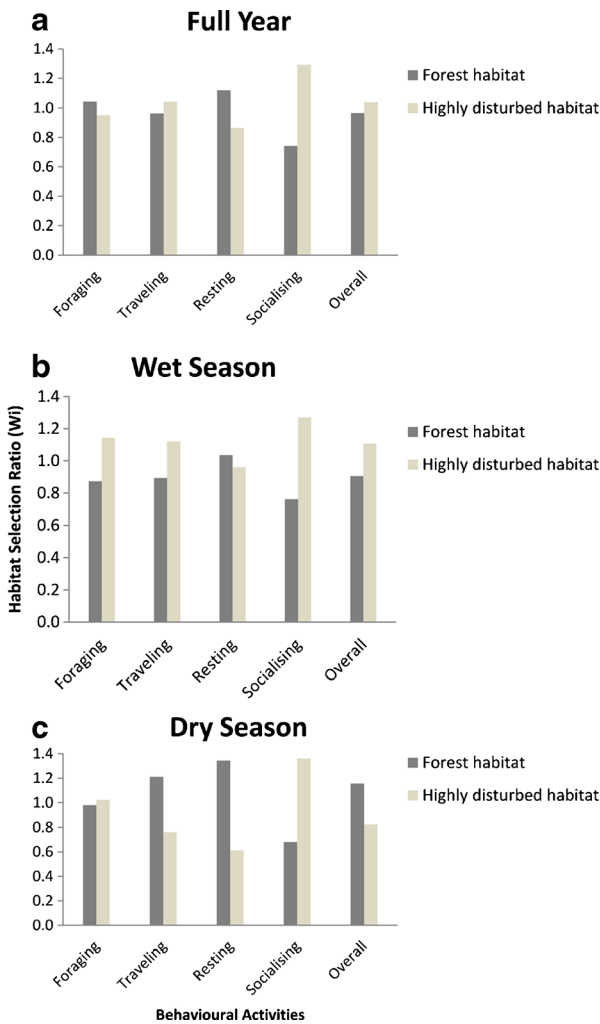 a
Full Year
1.4
1.2
1.0
0.8
0.6
0.4
0.2
0.0
Forest habitat
Highly disturbed habitat
Foraging
Traveling
Resting
Socialising
Overall
b
Wet Season
Habitat Selection Ratio (Wi)
1.4
1.2
1.0
0.8
0.6
0.4
0.2
0.0
Forest habitat
Highly disturbed habitat
Foraging
Traveling
Resting
Socialising
Overall
c
Dry Season
1.4
1.2
1.0
0.8
0.6
0.4
0.2
0.0
Forest habitat
Highly disturbed habitat
Foraging
Traveling
Resting
Socialising
Overall
Behavioural Activities